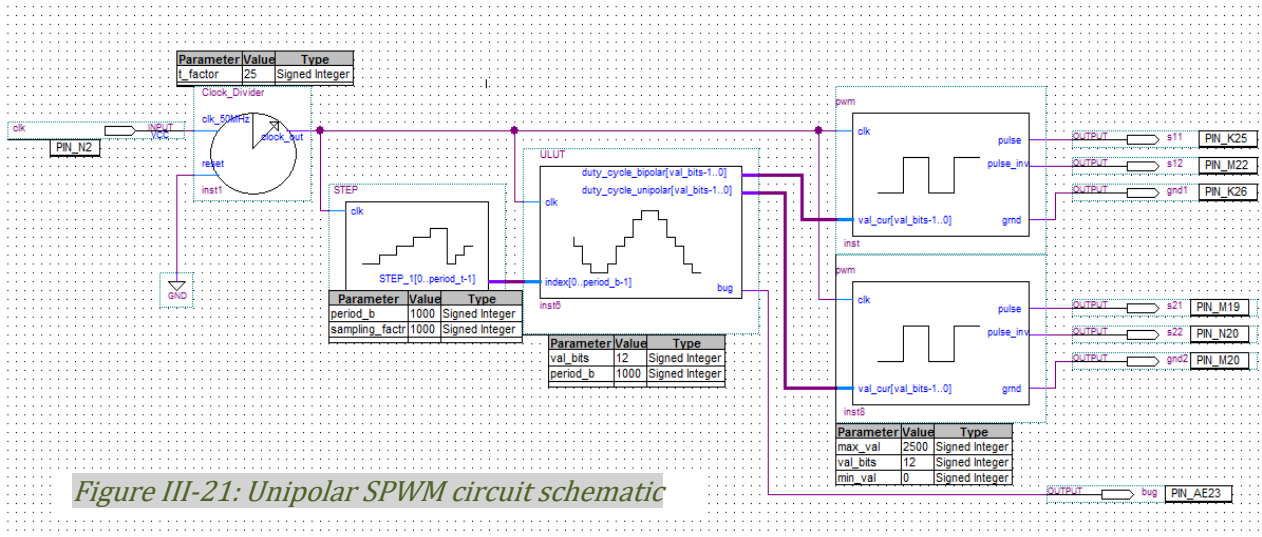 Parameter Value Type
t_factor 25 Signed Integer
Clock_Divider
clk_50MHz
clock_out
reset
inst1
clk
INPUT
VCC
PIN_N2
GND
STEP
clk
STEP_1[0..period_t-1]
Parameter Value Type
period_b 1000 Signed Integer
sampling_factr 1000 Signed Integer
ULUT
duty_cycle_bipolar[val_bits-1..0]
duty_cycle_unipolar[val_bits-1..0]
clk
index[0..period_b-1]
bug
inst6
Parameter Value Type
val_bits 12 Signed Integer
period_b 1000 Signed Integer
pwm
clk
pulse
pulse_inv
val_cur[val_bits-1..0]
grnd
inst
OUTPUT s11 PIN_K25
OUTPUT s12 PIN_M22
OUTPUT gnd1 PIN_K26
pwm
clk
pulse
pulse_inv
val_cur[val_bits-1..0]
grnd
inst8
OUTPUT s21 PIN_M19
OUTPUT s22 PIN_N20
OUTPUT gnd2 PIN_M20
Parameter Value Type
max_val 2500 Signed Integer
val_bits 12 Signed Integer
min_val 0 Signed Integer
OUTPUT bug PIN_AE23
Figure III-21: Unipolar SPWM circuit schematic